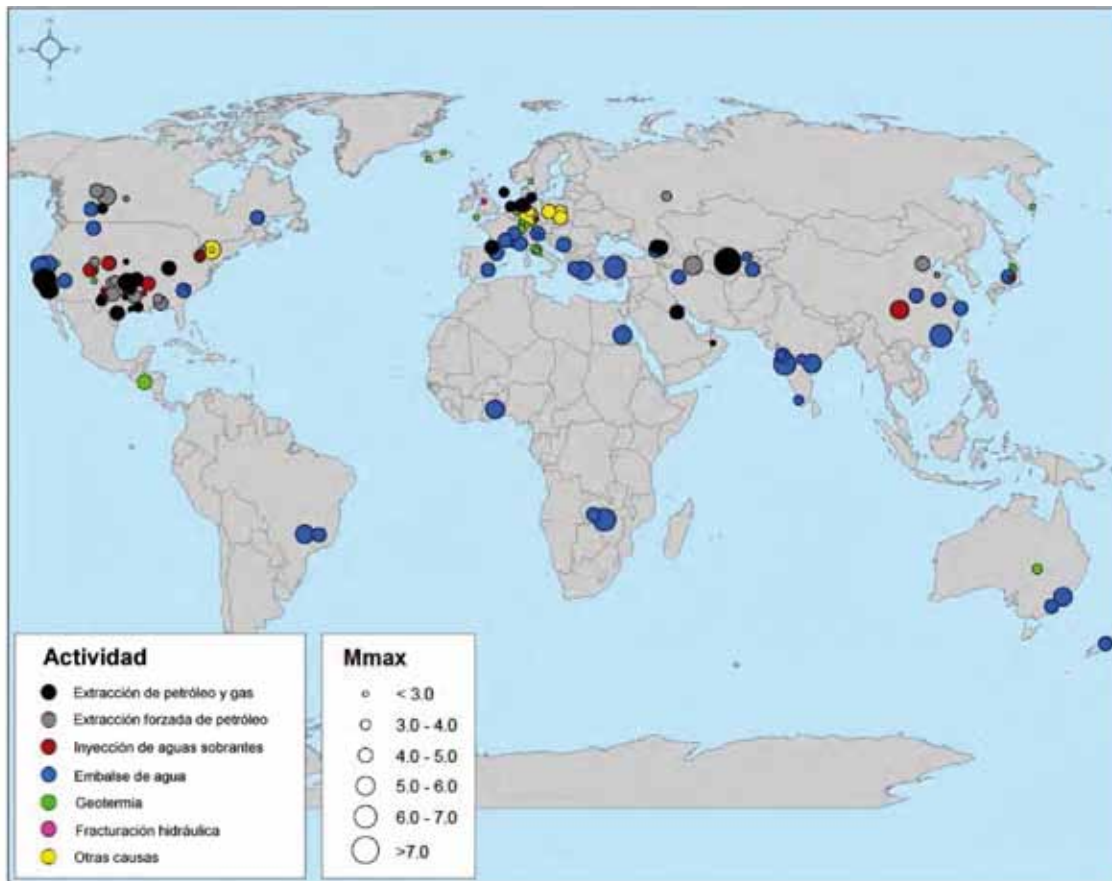 Actividad
Extracción de petróleo y gas
Extracción forzada de petróleo
Inyección de aguas sobrantes
Embalse de agua
Geotermia
Fracturación hidráulica
Otras causas
Mmax
< 3.0
3.0 - 4.0
4.0 - 5.0
5.0 - 6.0
6.0 - 7.0
>7.0